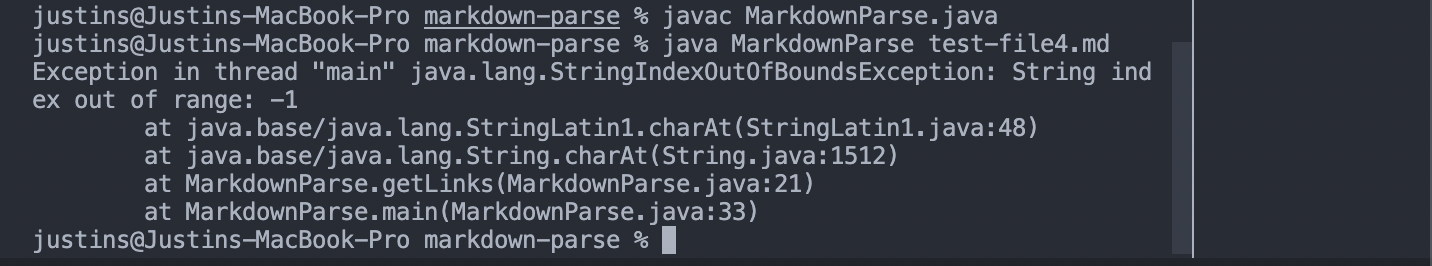 justins@Justins-MacBook-Pro markdown-parse % javac MarkdownParse.java
justins@Justins-MacBook-Pro markdown-parse % java MarkdownParse test-file4.md
Exception in thread "main" java.lang.StringIndexOutOfBoundsException: String ind
ex out of range: -1
        at java.base/java.lang.StringLatin1.charAt(StringLatin1.java:48)
        at java.base/java.lang.String.charAt(String.java:1512)
        at MarkdownParse.getLinks(MarkdownParse.java:21)
        at MarkdownParse.main(MarkdownParse.java:33)
justins@Justins-MacBook-Pro markdown-parse %